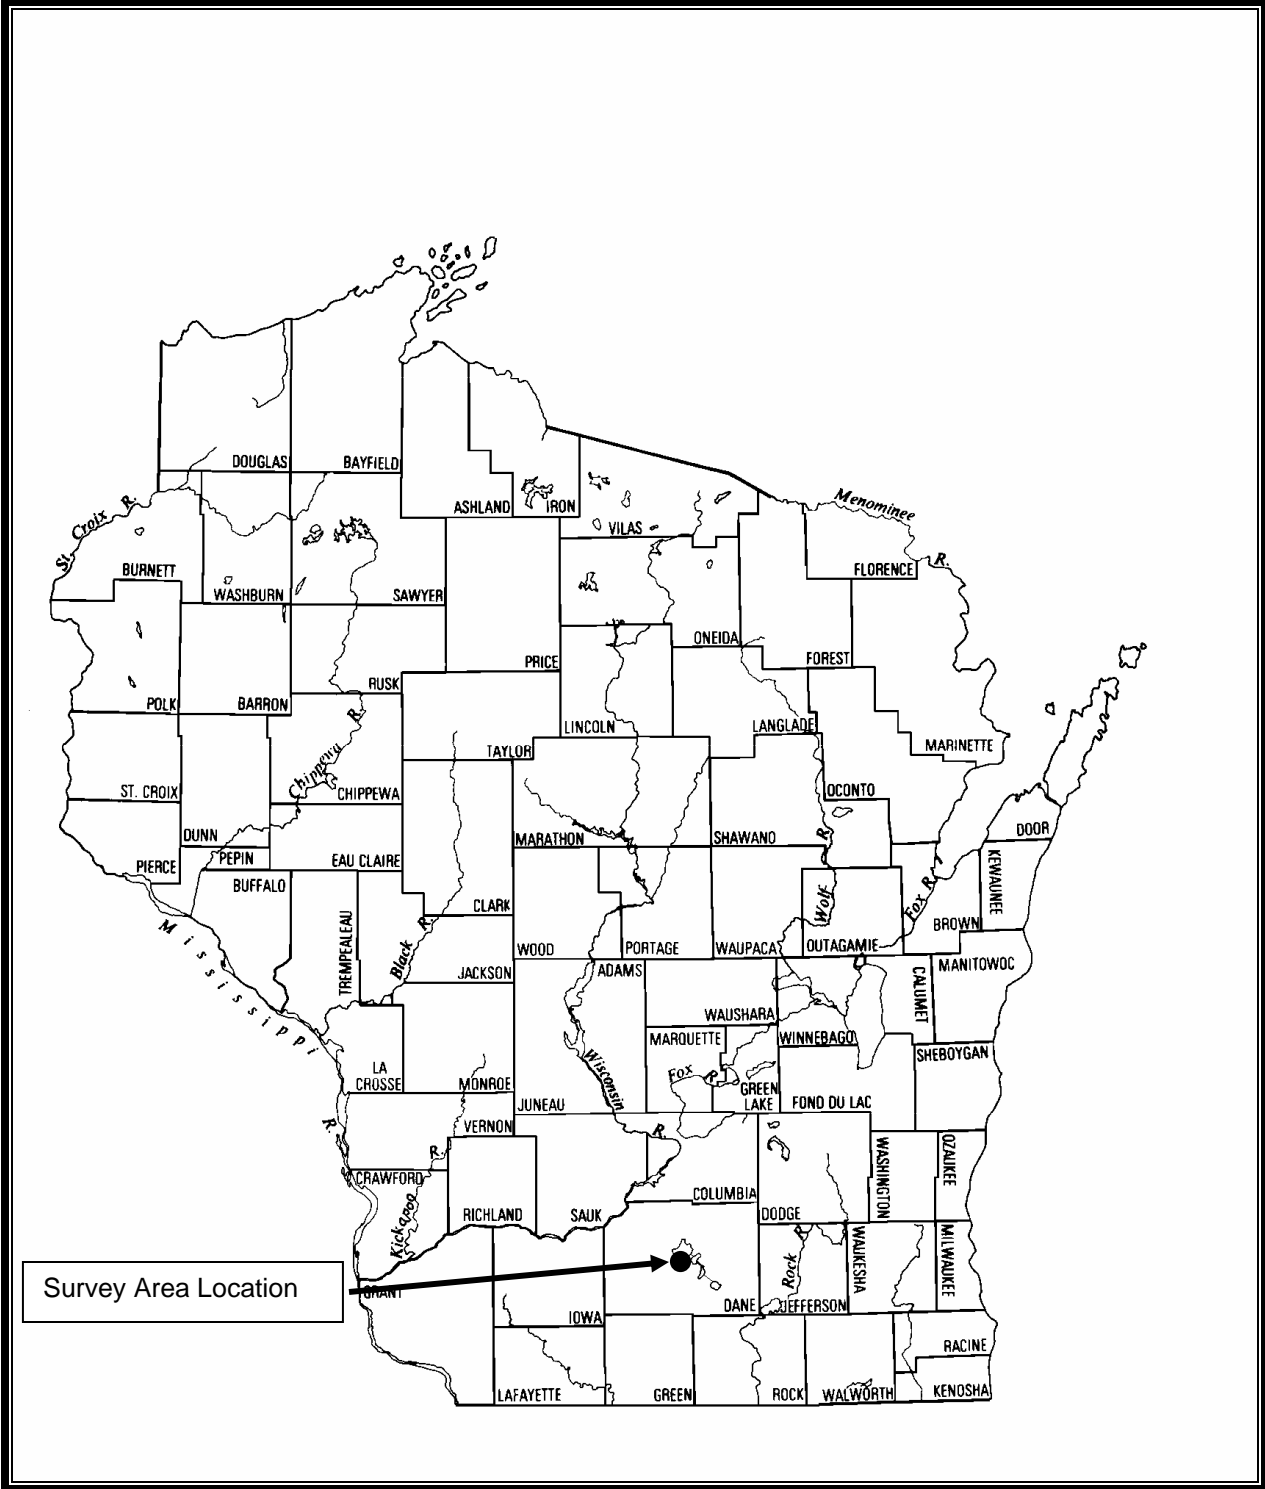 DOUGLAS
BAYFIELD
ASHLAND
IRON
VILAS
Menominee
R.
St. Croix R.
BURNETT
WASHBURN
SAWYER
FLORENCE
PRICE
ONEIDA
FOREST
POLK
BARRON
RUSK
LINCOLN
LANGLADE
MARINETTE
Chippewa R.
TAYLOR
ST. CROIX
CHIPPEWA
OCONTO
DUNN
MARATHON
SHAWANO
DOOR
PIERCE
PEPIN
EAU CLAIRE
KEWAUNEE
BUFFALO
CLARK
Wolf R.
Fox R.
BROWN
Mississippi
R.
TREMPEALEAU
Black R.
WOOD
PORTAGE
WAUPACA
OUTAGAMIE
JACKSON
ADAMS
CALUMET
MANITOWOC
WAUSHARA
MARQUETTE
WINNEBAGO
SHEBOYGAN
LA
CROSSE
MONROE
Wisconsin
R.
Fox R.
GREEN
LAKE
FOND DU LAC
JUNEAU
VERNON
CRAWFORD
Kickapoo
R.
RICHLAND
SAUK
COLUMBIA
DODGE
WASHINGTON
OZAUKEE
WAUKESHA
MILWAUKEE
Rock R.
Survey Area Location
GRANT
IOWA
DANE
JEFFERSON
RACINE
LAFAYETTE
GREEN
ROCK
WALWORTH
KENOSHA